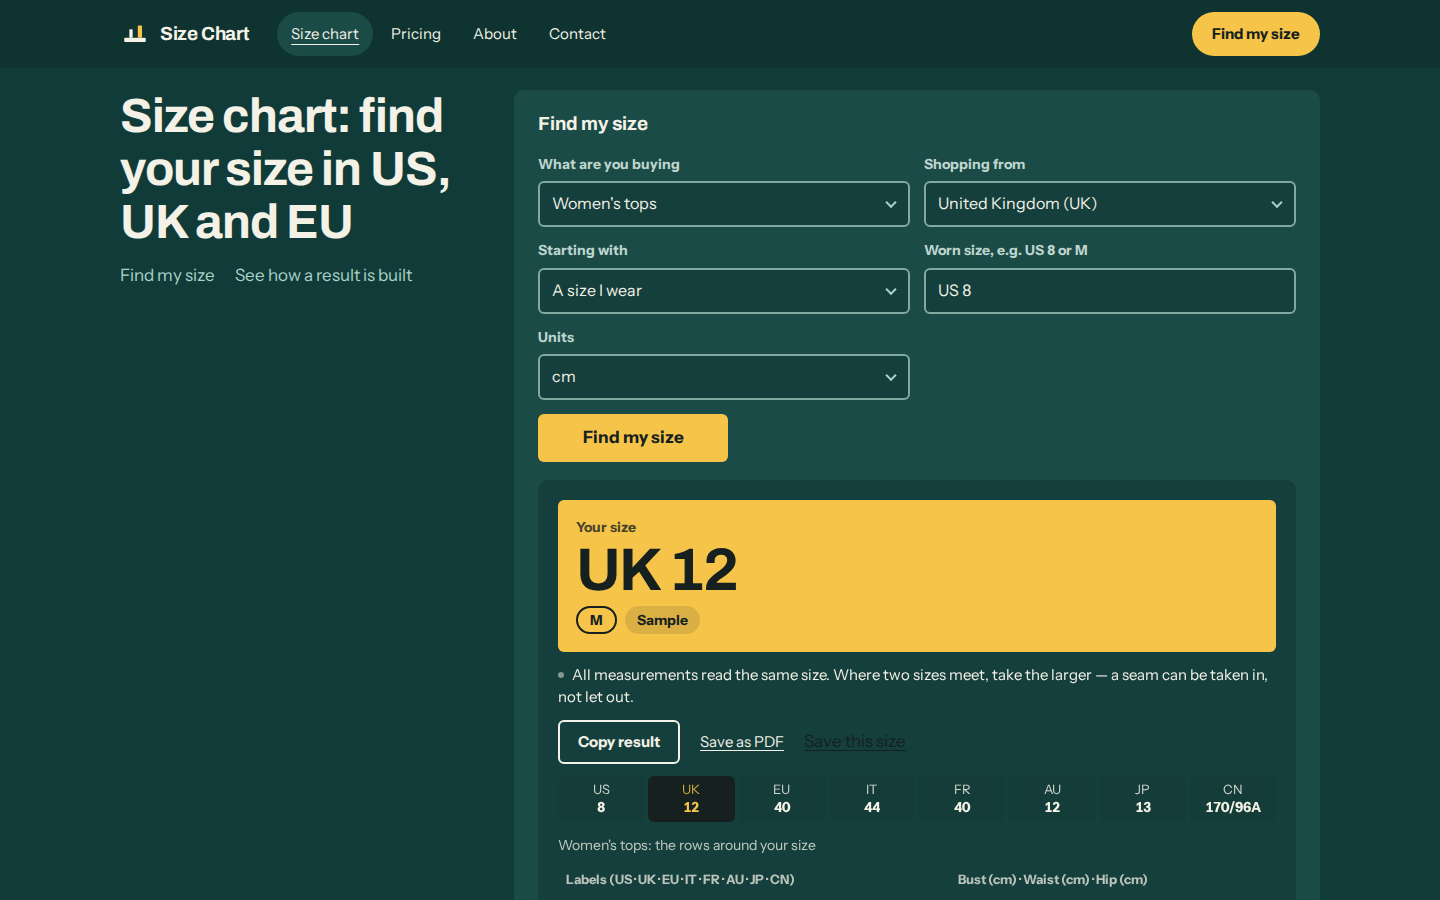 Size Chart
Size chart
Pricing
About
Contact
Find my size
Size chart: find
your size in US,
UK and EU
Find my size
See how a result is built
Find my size
What are you buying
Shopping from
Women's tops
United Kingdom (UK)
Starting with
Worn size, e.g. US 8 or M
A size I wear
US 8
Units
cm
Find my size
Your size
UK 12
M
Sample
All measurements read the same size. Where two sizes meet, take the larger — a seam can be taken in,
not let out.
Copy result
Save as PDF
Save this size
US UK EU IT FR AU JP CN
8 12 40 44 40 12 13 170/96A
Women's tops: the rows around your size
Labels (US·UK·EU·IT·FR·AU·JP·CN)
Bust (cm)·Waist (cm)·Hip (cm)